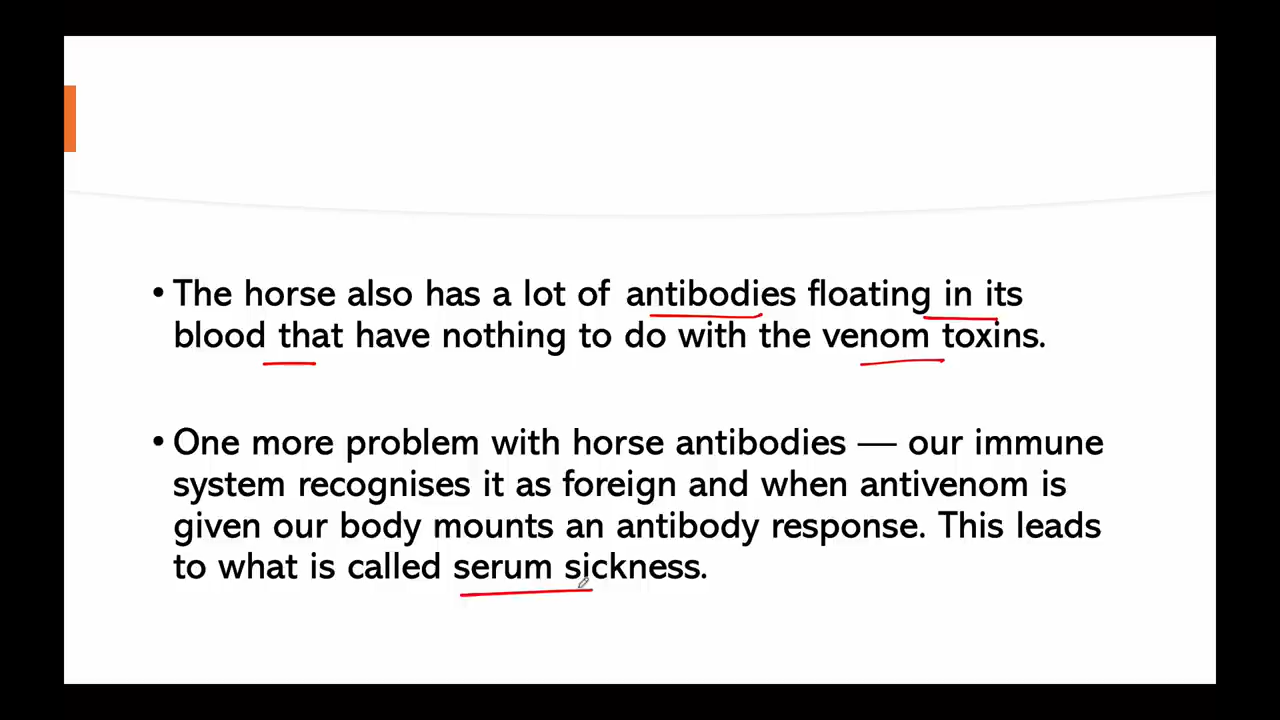 • The horse also has a lot of antibodies floating in its
blood that have nothing to do with the venom toxins.
• One more problem with horse antibodies — our immune
system recognises it as foreign and when antivenom is
given our body mounts an antibody response. This leads
to what is called serum sickness.